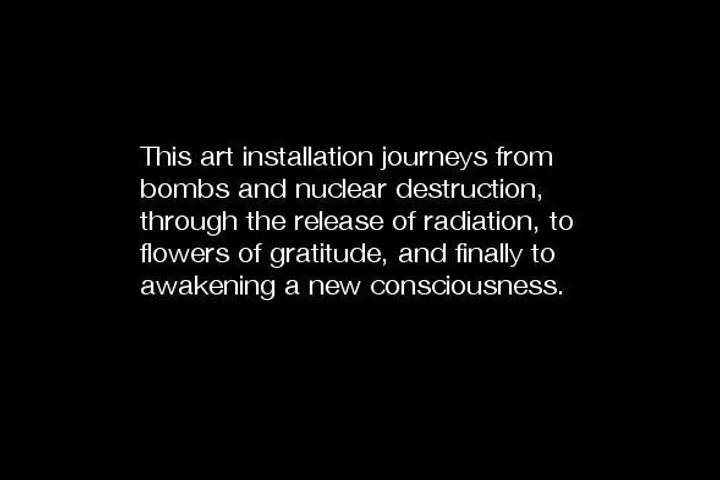 This art installation journeys from
bombs and nuclear destruction,
through the release of radiation, to
flowers of gratitude, and finally to
awakening a new consciousness.